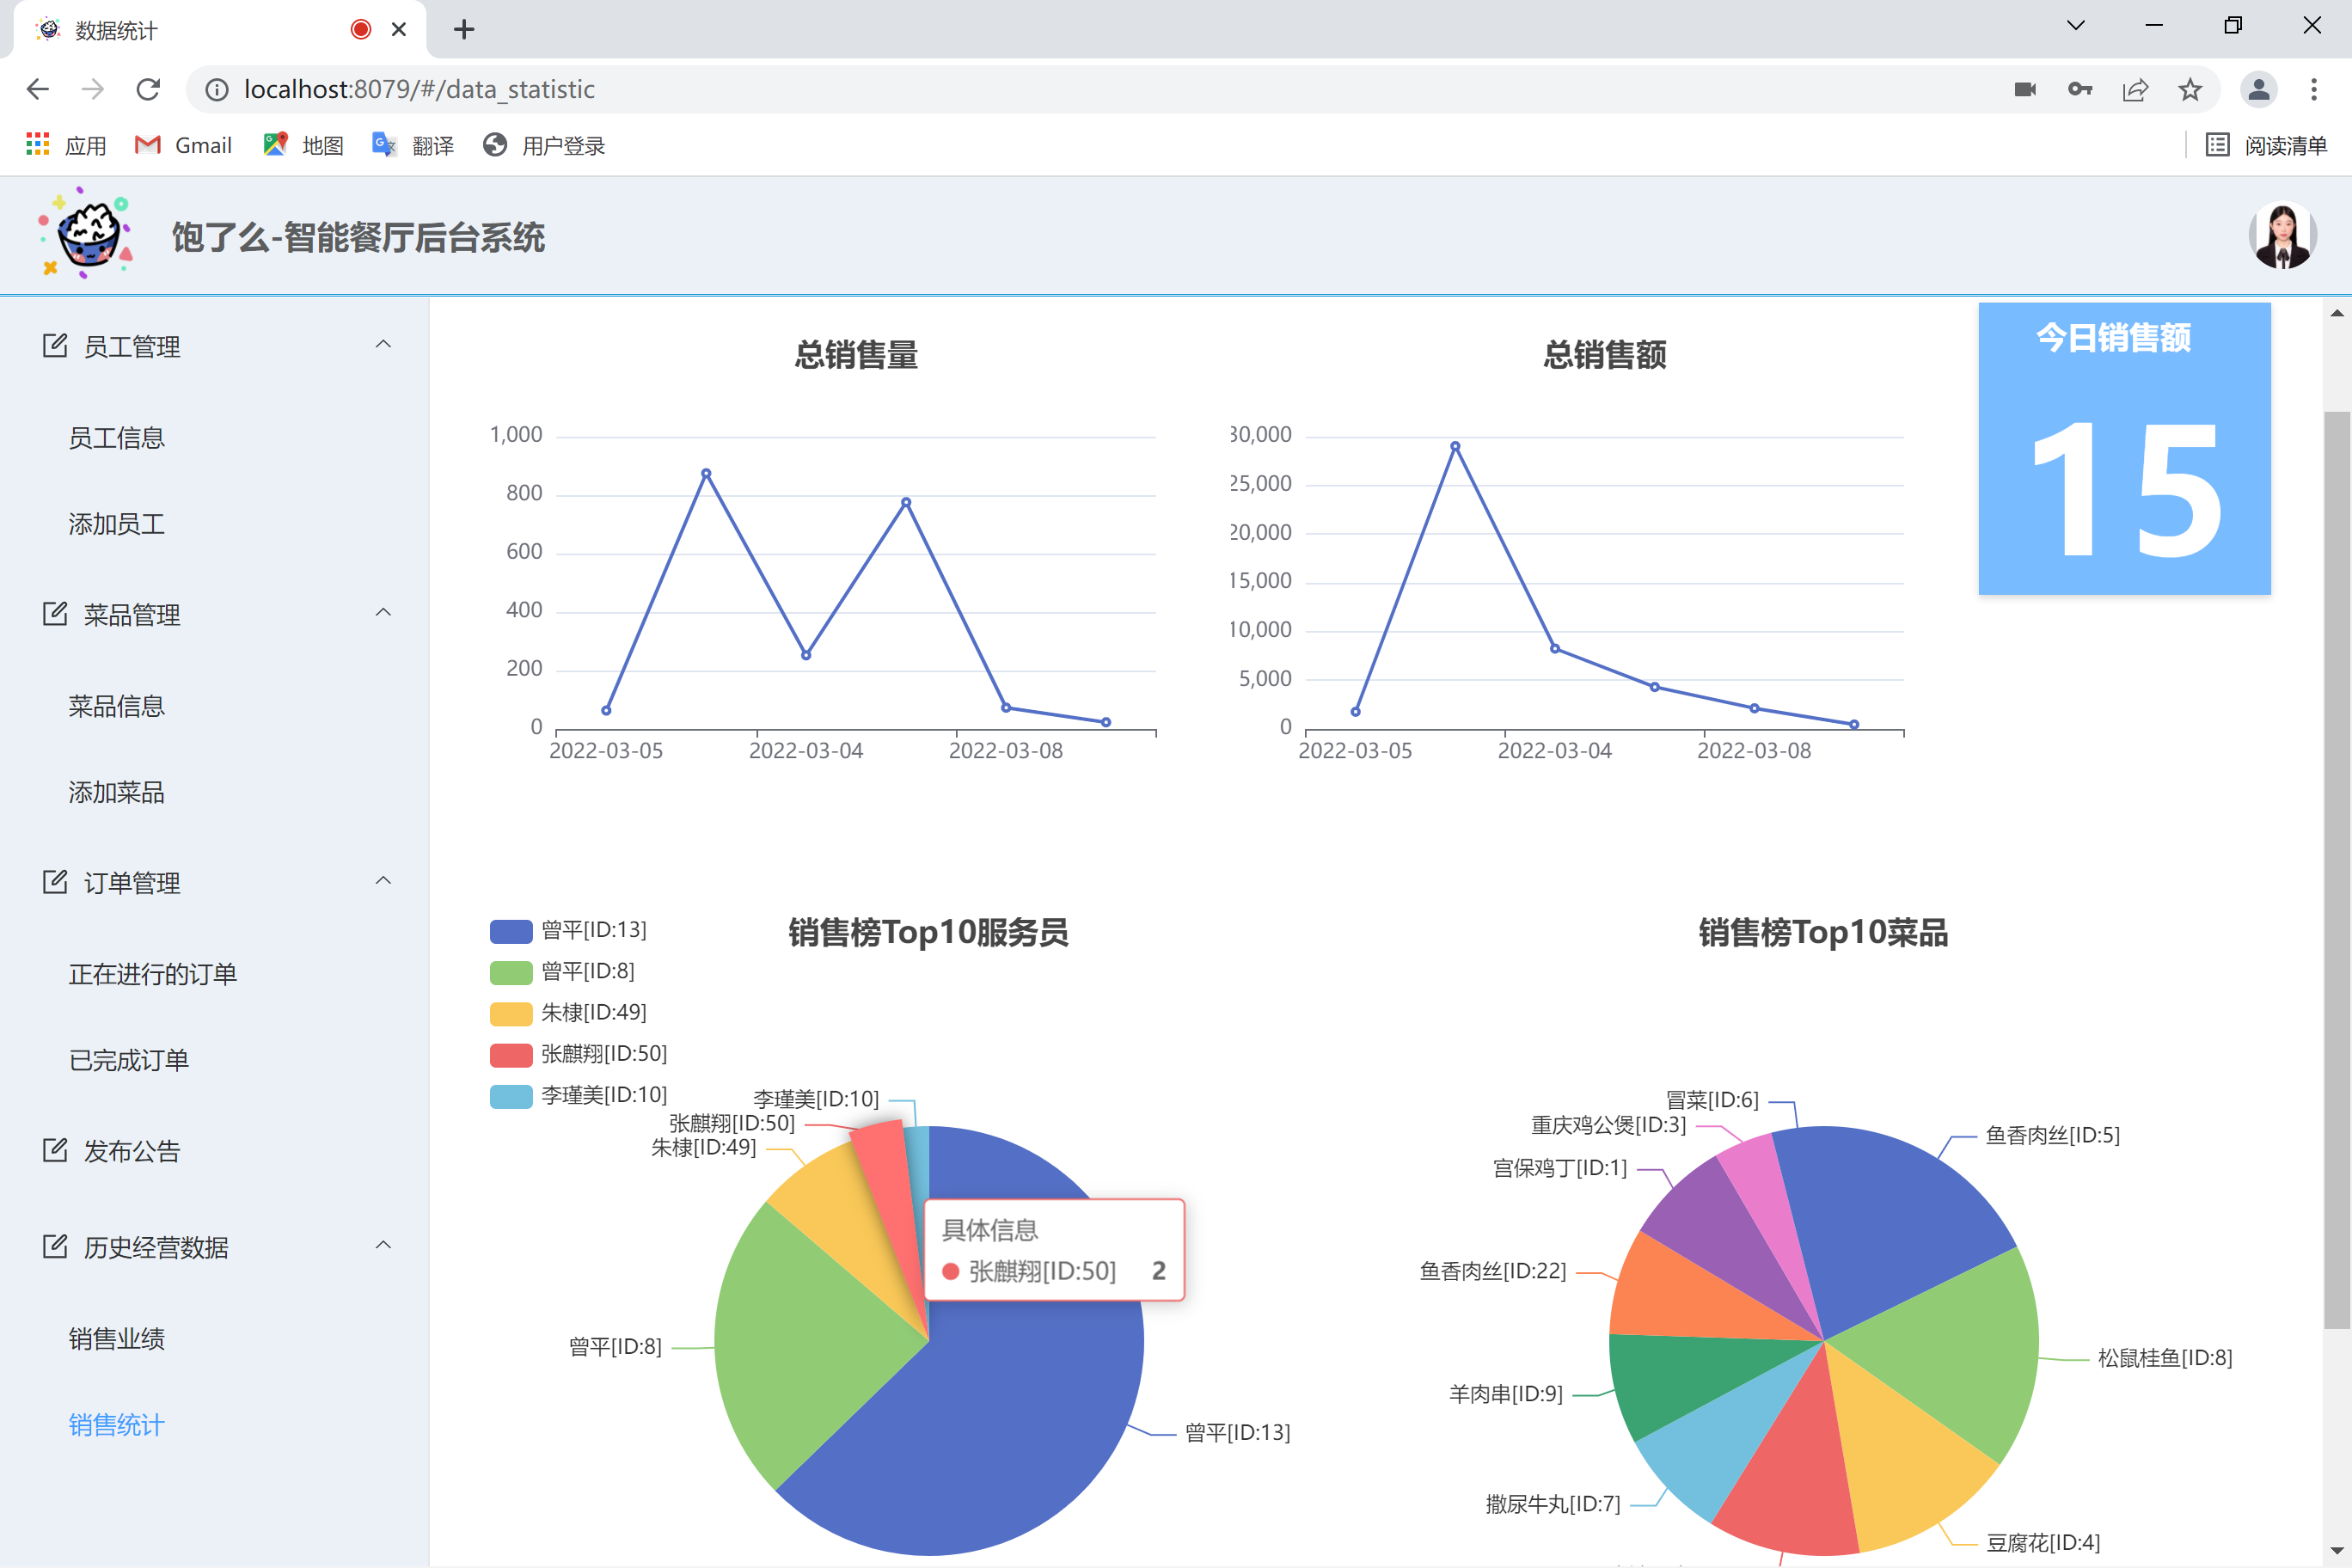 数据统计
localhost:8079/#/data_statistic
应用
Gmail
地图
翻译
用户登录
阅读清单
饱了么-智能餐厅后台系统
员工管理
员工信息
添加员工
菜品管理
菜品信息
添加菜品
订单管理
正在进行的订单
已完成订单
发布公告
历史经营数据
销售业绩
销售统计
总销售量
1,000
800
600
400
200
0
2022-03-05
2022-03-04
2022-03-08
总销售额
30,000
25,000
20,000
15,000
10,000
5,000
0
2022-03-05
2022-03-04
2022-03-08
今日销售额
15
销售榜Top10服务员
曾平[ID:13]
曾平[ID:8]
朱棣[ID:49]
张麒翔[ID:50]
李瑾美[ID:10]
李瑾美[ID:10]
张麒翔[ID:50]
朱棣[ID:49]
曾平[ID:8]
曾平[ID:13]
具体信息
张麒翔[ID:50] 2
销售榜Top10菜品
冒菜[ID:6]
重庆鸡公煲[ID:3]
鱼香肉丝[ID:5]
宫保鸡丁[ID:1]
鱼香肉丝[ID:22]
松鼠桂鱼[ID:8]
羊肉串[ID:9]
撒尿牛丸[ID:7]
豆腐花[ID:4]